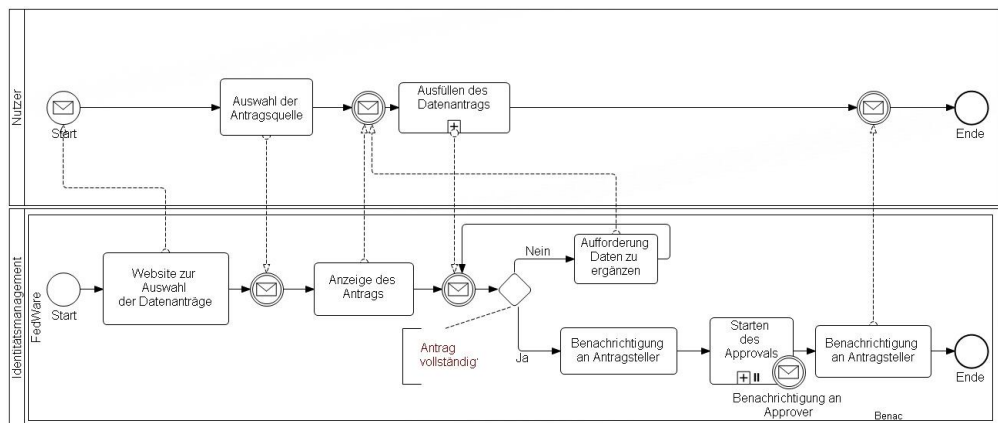 Nutzer
Start
Auswahl der
Antragsquelle
Ausfüllen des
Datenantrags
Ende
Identitätsmanagement
FedWare
Start
Website zur
Auswahl
der Datenanträge
Anzeige des
Antrags
Nein
Aufforderung
Daten zu
ergänzen
Antrag
vollständig
Ja
Benachrichtigung
an Antragsteller
Starten
des
Approvals
Benachrichtigung an
Approver
Benachrichtigung
an Antragsteller
Ende
Benac